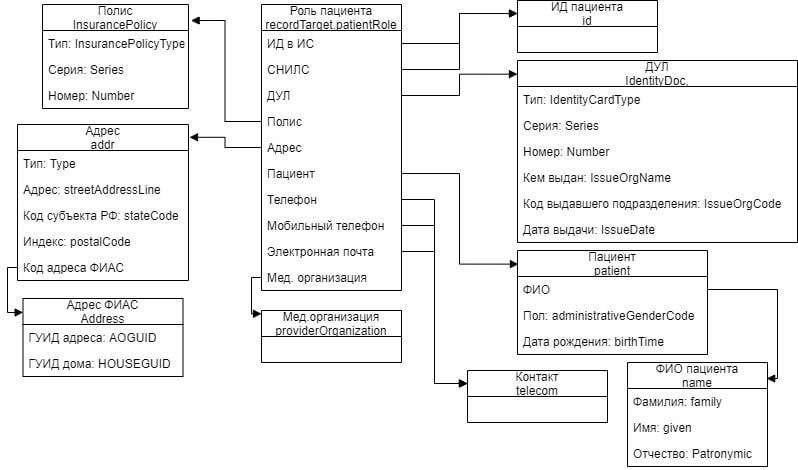 Полис
InsurancePolicy
Тип: InsurancePolicyType
Серия: Series
Номер: Number
Роль пациента
recordTarget.patientRole
ИД в ИС
СНИЛС
ДУЛ
Полис
Адрес
Пациент
Телефон
Мобильный телефон
Электронная почта
Мед. организация
ИД пациента
id
ДУЛ
IdentityDoc,
Тип: IdentityCardType
Серия: Series
Номер: Number
Кем выдан: IssueOrgName
Код выдавшего подразделения: IssueOrgCode
Дата выдачи: IssueDate
Адрес
addr
Тип: Type
Адрес: streetAddressLine
Код субъекта РФ: stateCode
Индекс: postalCode
Код адреса ФИАС
Пациент
patient
ФИО
Пол: administrativeGenderCode
Дата рождения: birthTime
Адрес ФИАС
Address
ГУИД адреса: AOGUID
ГУИД дома: HOUSEGUID
Мед.организация
providerOrganization
Контакт
telecom
ФИО пациента
name
Фамилия: family
Имя: given
Отчество: Patronymic